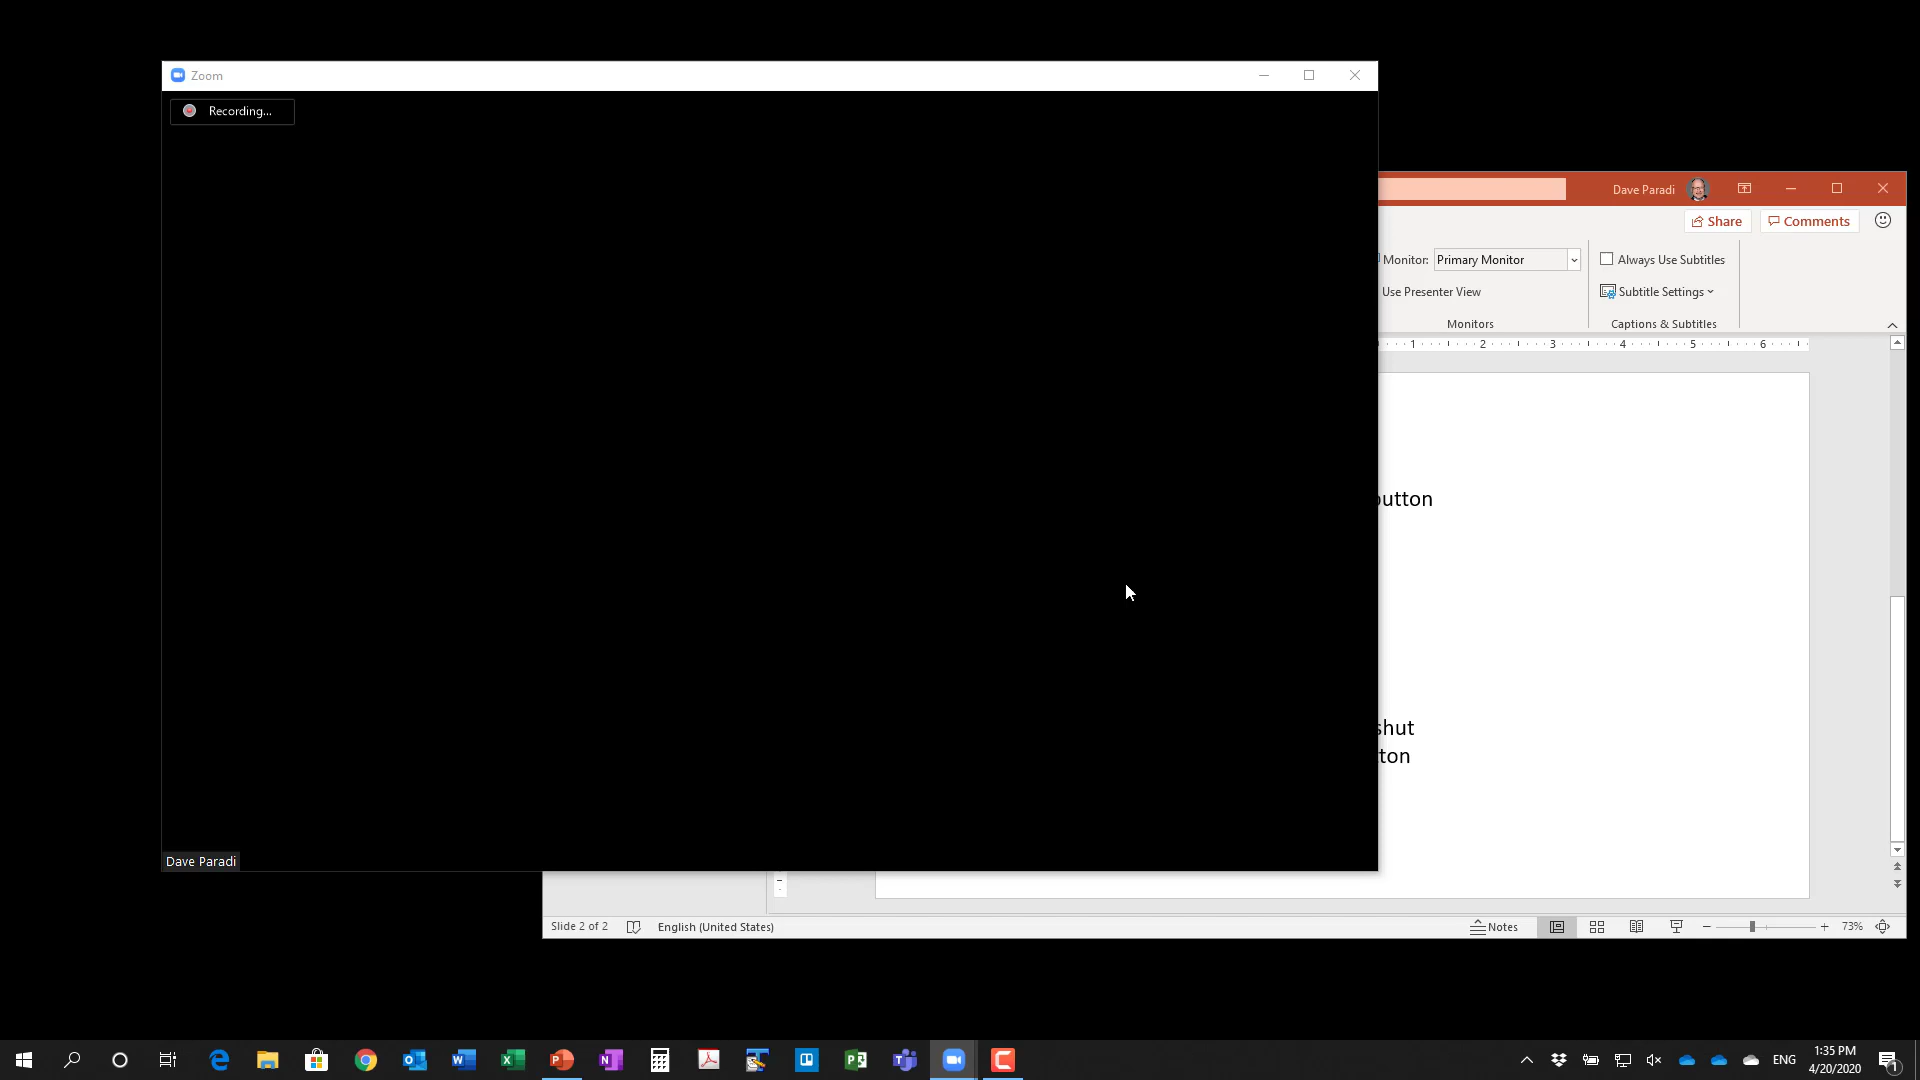 Zoom
Recording...
Dave Paradi
Share
Comments
Monitor: Primary Monitor
Always Use Subtitles
Use Presenter View
Subtitle Settings
Monitors
Captions & Subtitles
1 2 3 4 5 6
button
shut
Dave Paradi
Slide 2 of 2
English (United States)
Notes
73%
ENG
1:35 PM
4/20/2020
1